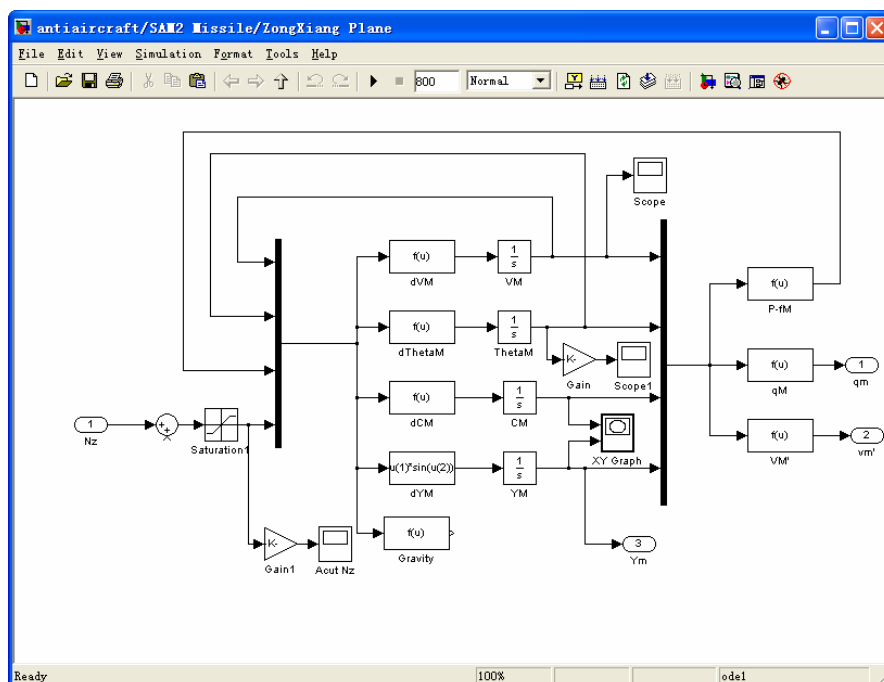 antiaircraft/SAM2 Missile/ZongXiang Plane
File Edit View Simulation Format Tools Help
800 Normal
Scope
f(u) 1/s
dVM VM
f(u) 1/s
dThetaM ThetaM
f(u)
P-fM
K-
Gain Scope1
f(u) 1
qM qm
1
Nz
Saturation1
f(u) 1/s
dCM CM
XY Graph
f(u) 2
VM' vm'
u(1)*sin(u(2)) 1/s
dYM YM
K-
Gain1 Acut Nz
f(u)
Gravity
3
Ym
Ready 100% ode1